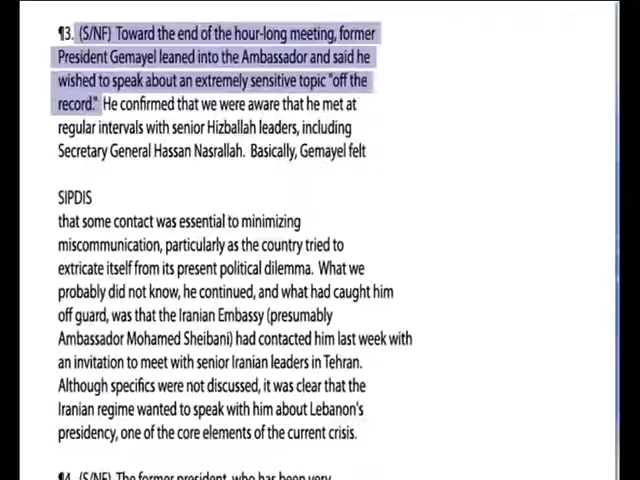 ¶3. (S/NF) Toward the end of the hour-long meeting, former
President Gemayel leaned into the Ambassador and said he
wished to speak about an extremely sensitive topic "off the
record." He confirmed that we were aware that he met at
regular intervals with senior Hizballah leaders, including
Secretary General Hassan Nasrallah. Basically, Gemayel felt
SIPDIS
that some contact was essential to minimizing
miscommunication, particularly as the country tried to
extricate itself from its present political dilemma. What we
probably did not know, he continued, and what had caught him
off guard, was that the Iranian Embassy (presumably
Ambassador Mohamed Sheibani) had contacted him last week with
an invitation to meet with senior Iranian leaders in Tehran.
Although specifics were not discussed, it was clear that the
Iranian regime wanted to speak with him about Lebanon's
presidency, one of the core elements of the current crisis.
¶4. (S/NF) The former president, who has been very